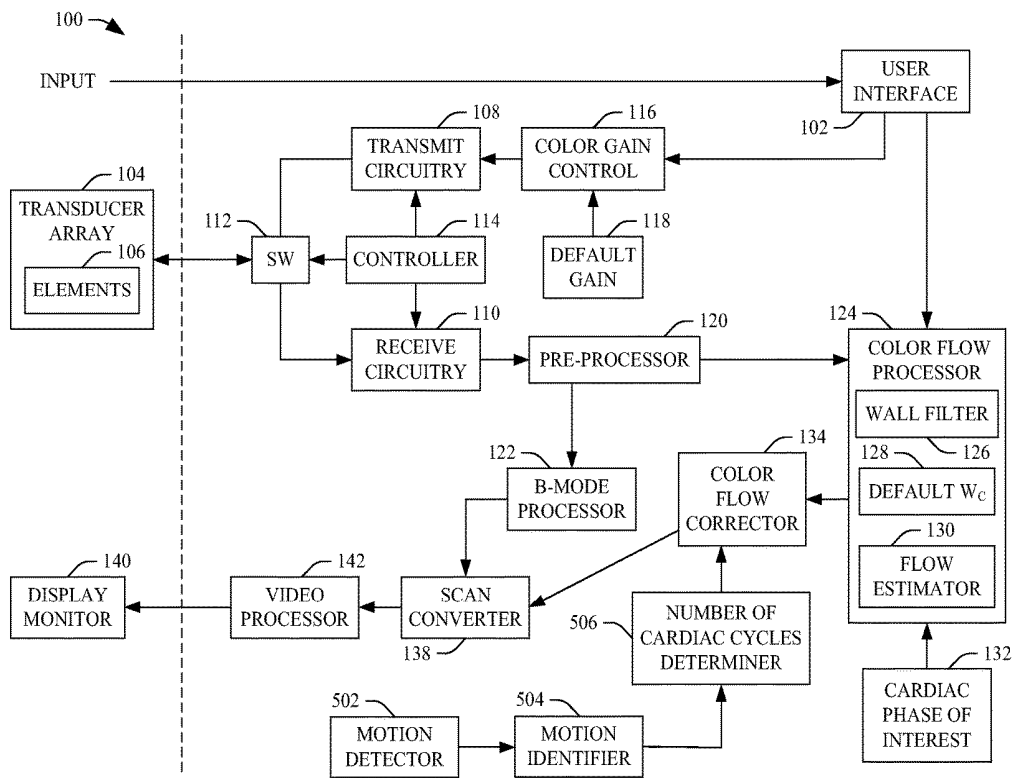 100
INPUT
USER
INTERFACE
102
108
TRANSMIT
CIRCUITRY
116
COLOR GAIN
CONTROL
104
TRANSDUCER
ARRAY
106
ELEMENTS
112
SW
114
CONTROLLER
118
DEFAULT
GAIN
110
RECEIVE
CIRCUITRY
120
PRE-PROCESSOR
124
COLOR FLOW
PROCESSOR
WALL FILTER
126
128
DEFAULT WC
130
FLOW
ESTIMATOR
122
B-MODE
PROCESSOR
134
COLOR
FLOW
CORRECTOR
140
DISPLAY
MONITOR
142
VIDEO
PROCESSOR
SCAN
CONVERTER
138
506
NUMBER OF
CARDIAC CYCLES
DETERMINER
132
CARDIAC
PHASE OF
INTEREST
502
MOTION
DETECTOR
504
MOTION
IDENTIFIER